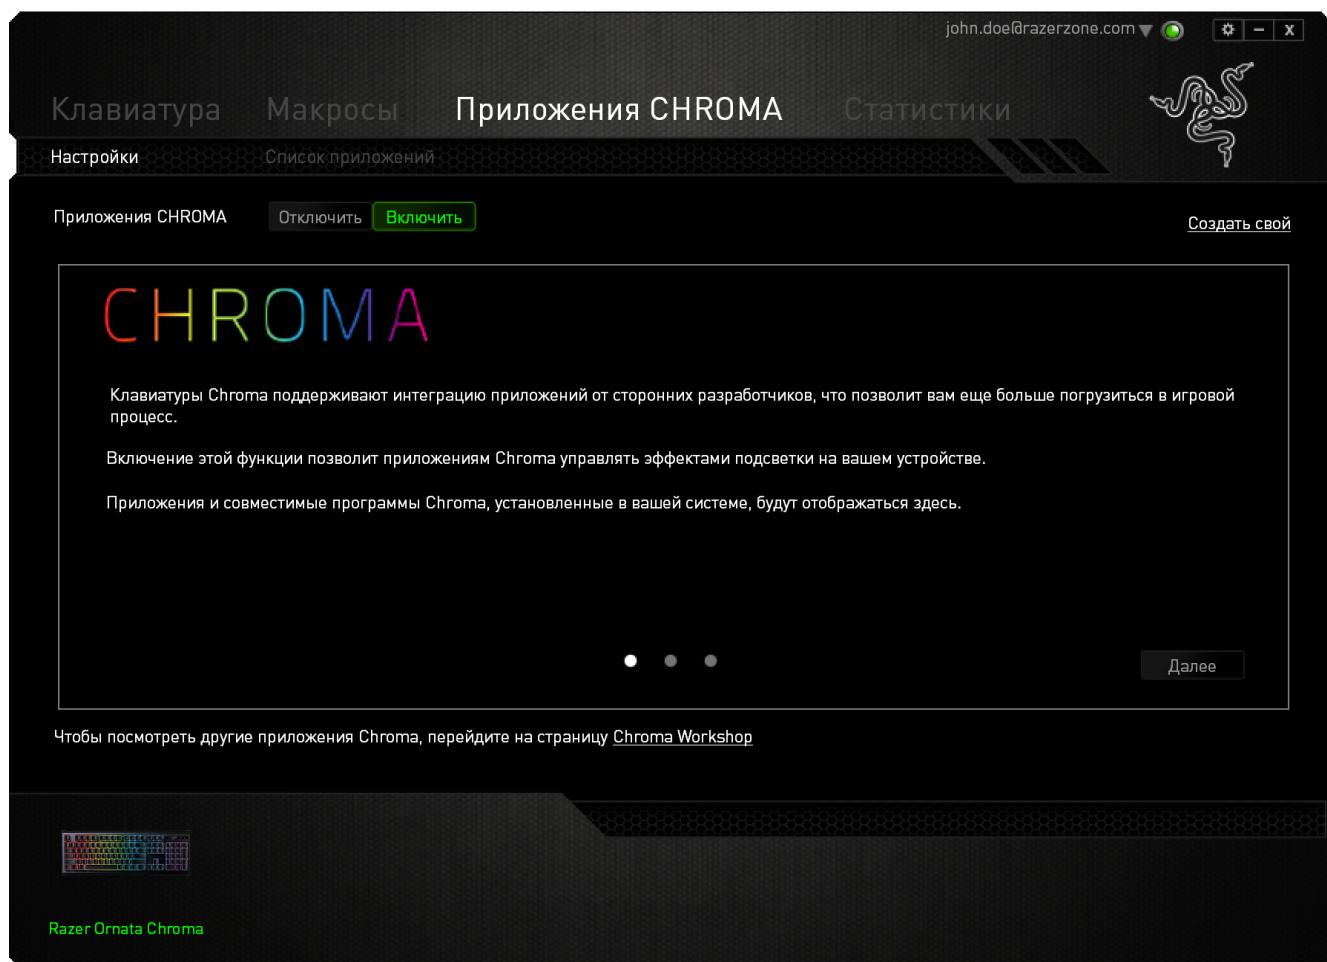 john.doe@razerzone.com
x
Клавиатура Макросы Приложения CHROMA Статистики
Настройки Список приложений
Приложения CHROMA Отключить Включить
Создать свой
CHROMA
Клавиатуры Chroma поддерживают интеграцию приложений от сторонних разработчиков, что позволит вам еще больше погрузиться в игровой
процесс.
Включение этой функции позволит приложениям Chroma управлять эффектами подсветки на вашем устройстве.
Приложения и совместимые программы Chroma, установленные в вашей системе, будут отображаться здесь.
Далее
Чтобы посмотреть другие приложения Chroma, перейдите на страницу Chroma Workshop
Razer Ornata Chroma